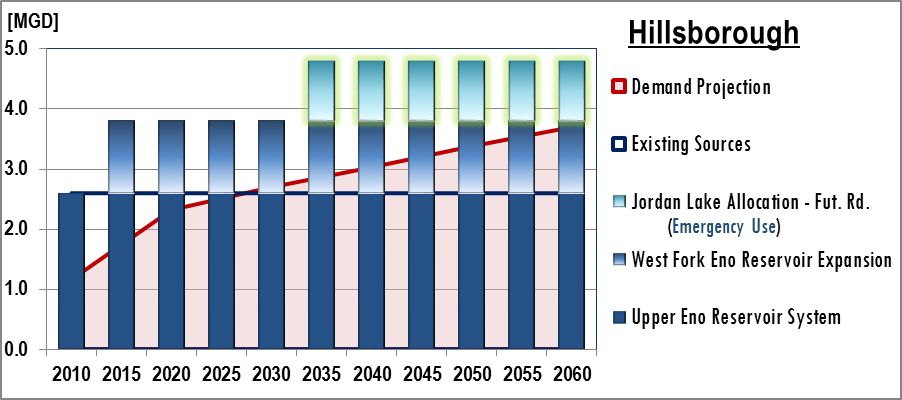 [MGD]
Hillsborough
5.0
4.0
3.0
2.0
1.0
0.0
2010 2015 2020 2025 2030 2035 2040 2045 2050 2055 2060
Demand Projection
Existing Sources
Jordan Lake Allocation - Fut. Rd.
(Emergency Use)
West Fork Eno Reservoir Expansion
Upper Eno Reservoir System